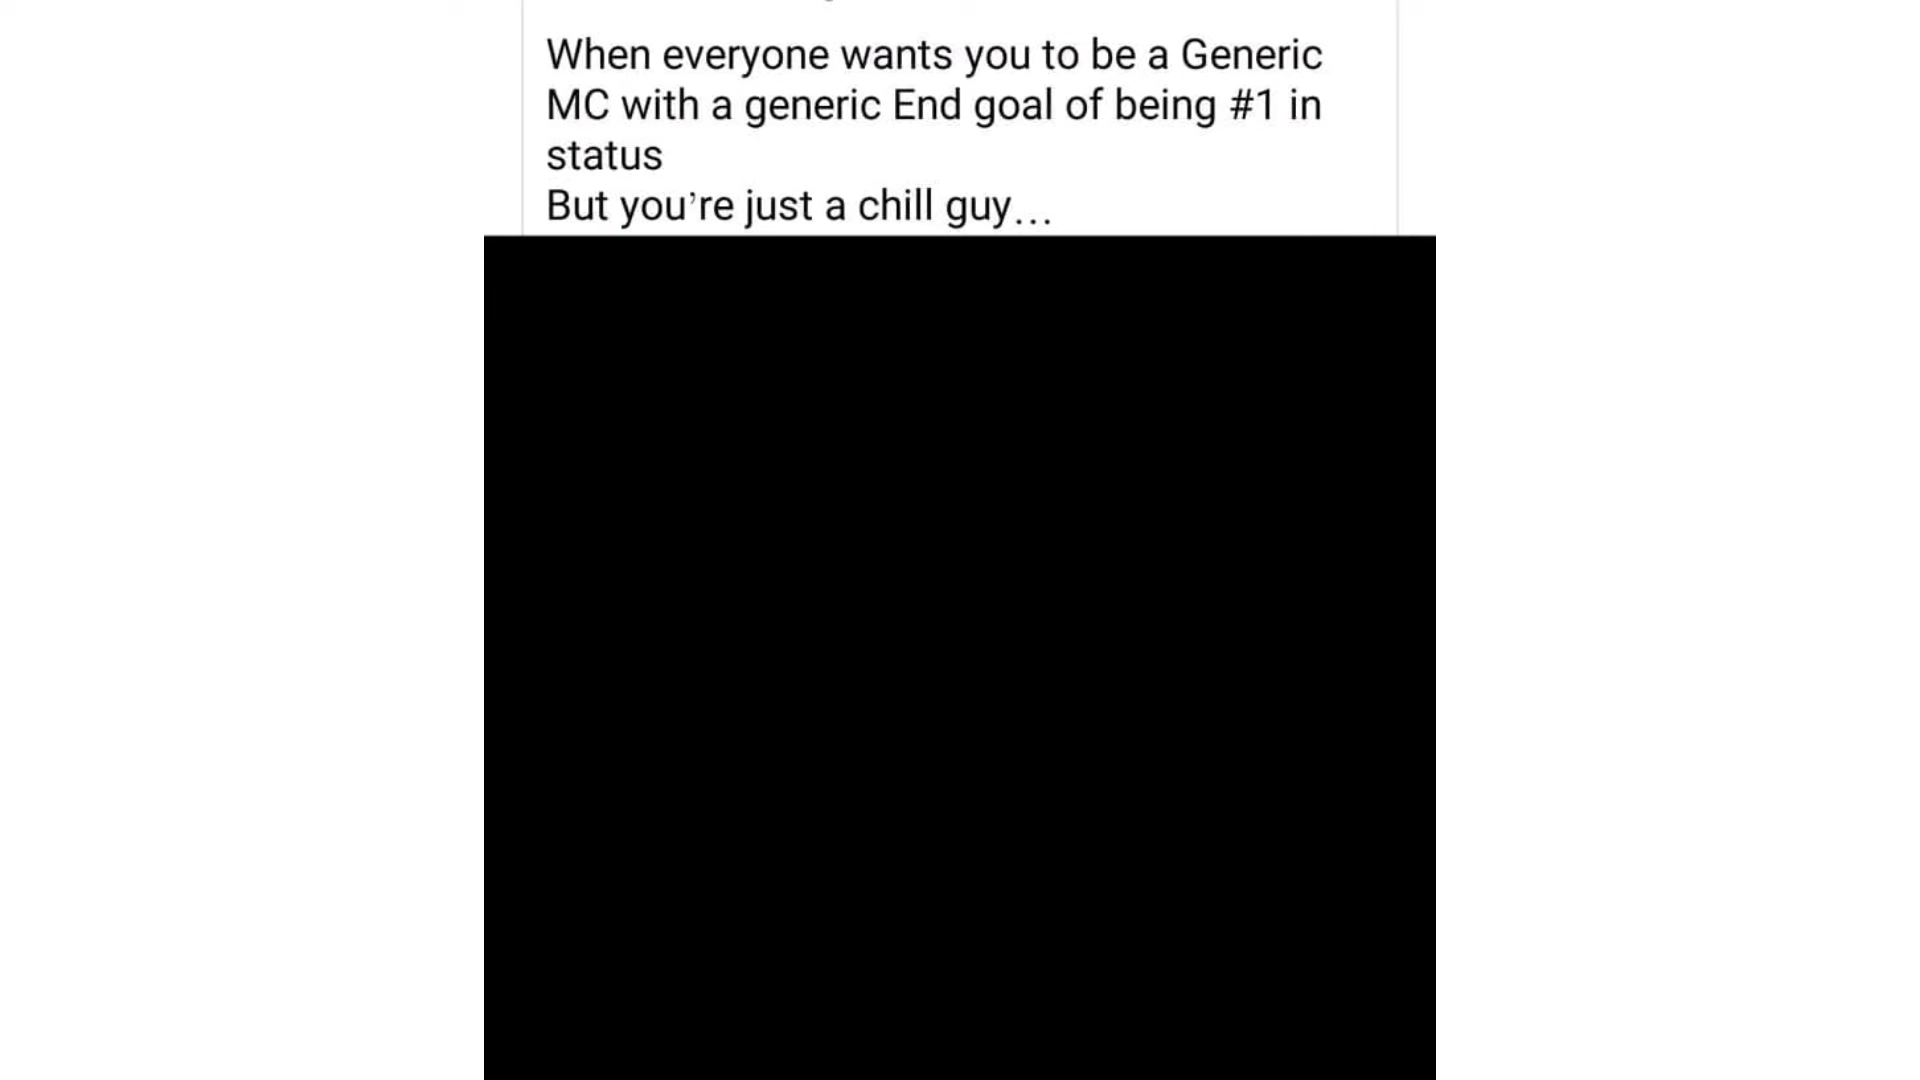 When everyone wants you to be a Generic
MC with a generic End goal of being #1 in
status
But you're just a chill guy...